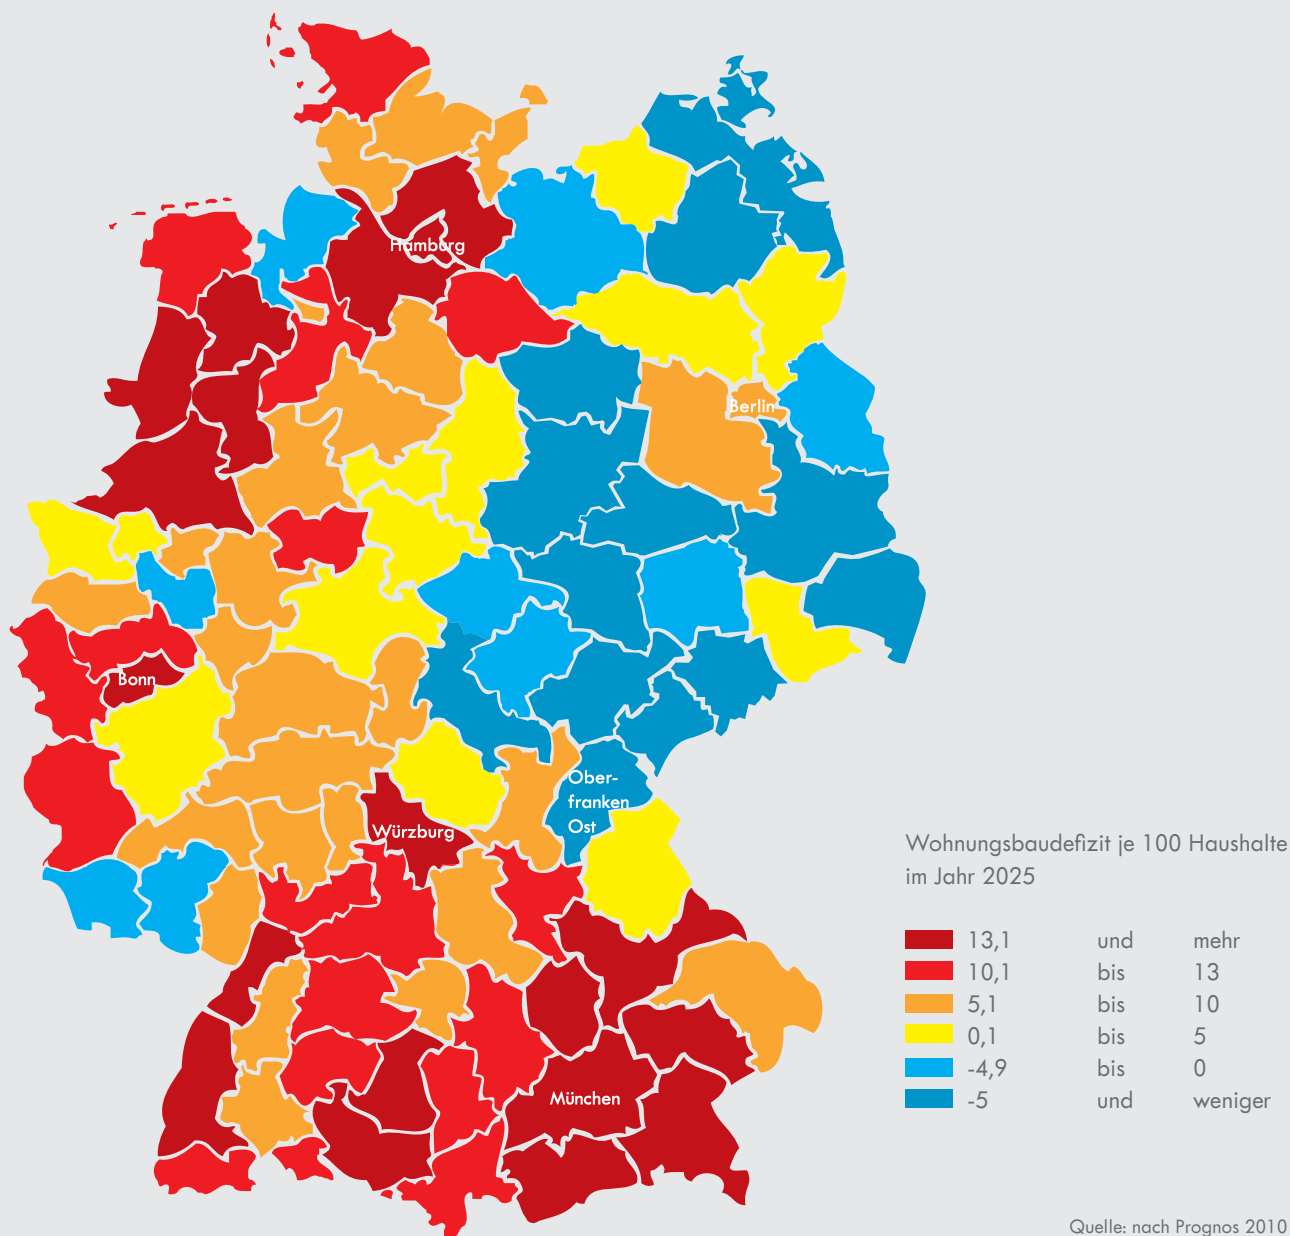 Hamburg
Berlin
Bonn
Ober-
franken
Ost
Würzburg
München
Wohnungsbaudefizit je 100 Haushalte
im Jahr 2025
13,1 und mehr
10,1 bis 13
5,1 bis 10
0,1 bis 5
-4,9 bis 0
-5 und weniger
Quelle: nach Prognos 2010